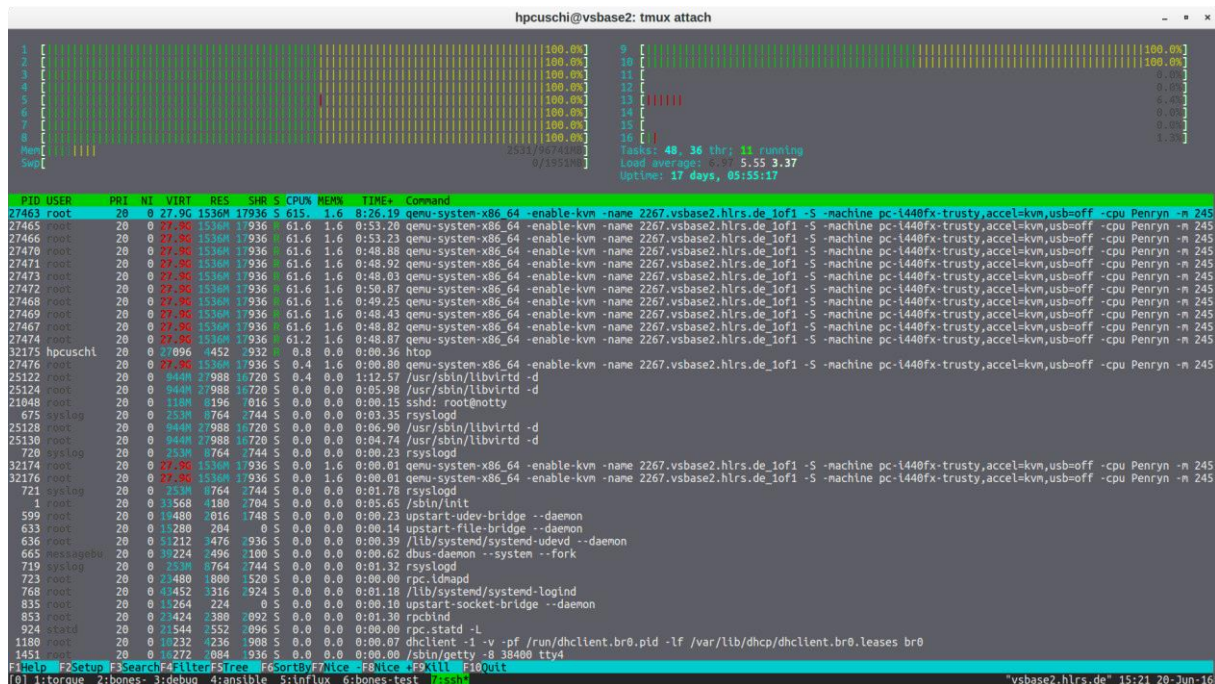 hpcuschi@vsbase2: tmux attach
1 [100.0%] 9 [100.0%]
2 [100.0%] 10 [100.0%]
3 [100.0%] 11 [0.0%]
4 [100.0%] 12 [0.0%]
5 [100.0%] 13 [6.4%]
6 [100.0%] 14 [0.0%]
7 [100.0%] 15 [0.0%]
8 [100.0%] 16 [1.3%]
Mem[2531/96741MB] Tasks: 48, 36 thr; 11 running
Swp[0/1951MB] Load average: 6.97 5.55 3.37
Uptime: 17 days, 05:55:17
PID USER PRI NI VIRT RES SHR S CPU% MEM% TIME+ Command
27463 root 20 0 27.9G 1536M 17936 S 615. 1.6 8:26.19 qemu-system-x86_64 -enable-kvm -name 2267.vsbase2.hlrs.de_1of1 -S -machine pc-i440fx-trusty,accel=kvm,usb=off -cpu Penryn -m 245
27465 root 20 0 27.9G 1536M 17936 R 61.6 1.6 0:53.20 qemu-system-x86_64 -enable-kvm -name 2267.vsbase2.hlrs.de_1of1 -S -machine pc-i440fx-trusty,accel=kvm,usb=off -cpu Penryn -m 245
27466 root 20 0 27.9G 1536M 17936 R 61.6 1.6 0:53.23 qemu-system-x86_64 -enable-kvm -name 2267.vsbase2.hlrs.de_1of1 -S -machine pc-i440fx-trusty,accel=kvm,usb=off -cpu Penryn -m 245
27470 root 20 0 27.9G 1536M 17936 R 61.6 1.6 0:48.88 qemu-system-x86_64 -enable-kvm -name 2267.vsbase2.hlrs.de_1of1 -S -machine pc-i440fx-trusty,accel=kvm,usb=off -cpu Penryn -m 245
27471 root 20 0 27.9G 1536M 17936 R 61.6 1.6 0:48.92 qemu-system-x86_64 -enable-kvm -name 2267.vsbase2.hlrs.de_1of1 -S -machine pc-i440fx-trusty,accel=kvm,usb=off -cpu Penryn -m 245
27473 root 20 0 27.9G 1536M 17936 R 61.6 1.6 0:48.03 qemu-system-x86_64 -enable-kvm -name 2267.vsbase2.hlrs.de_1of1 -S -machine pc-i440fx-trusty,accel=kvm,usb=off -cpu Penryn -m 245
27472 root 20 0 27.9G 1536M 17936 R 61.6 1.6 0:50.87 qemu-system-x86_64 -enable-kvm -name 2267.vsbase2.hlrs.de_1of1 -S -machine pc-i440fx-trusty,accel=kvm,usb=off -cpu Penryn -m 245
27468 root 20 0 27.9G 1536M 17936 R 61.6 1.6 0:49.25 qemu-system-x86_64 -enable-kvm -name 2267.vsbase2.hlrs.de_1of1 -S -machine pc-i440fx-trusty,accel=kvm,usb=off -cpu Penryn -m 245
27469 root 20 0 27.9G 1536M 17936 R 61.6 1.6 0:48.43 qemu-system-x86_64 -enable-kvm -name 2267.vsbase2.hlrs.de_1of1 -S -machine pc-i440fx-trusty,accel=kvm,usb=off -cpu Penryn -m 245
27467 root 20 0 27.9G 1536M 17936 R 61.6 1.6 0:48.82 qemu-system-x86_64 -enable-kvm -name 2267.vsbase2.hlrs.de_1of1 -S -machine pc-i440fx-trusty,accel=kvm,usb=off -cpu Penryn -m 245
27474 root 20 0 27.9G 1536M 17936 R 61.2 1.6 0:48.87 qemu-system-x86_64 -enable-kvm -name 2267.vsbase2.hlrs.de_1of1 -S -machine pc-i440fx-trusty,accel=kvm,usb=off -cpu Penryn -m 245
32175 hpcuschi 20 0 27096 4452 2932 R 0.8 0.0 0:00.36 htop
27476 root 20 0 27.9G 1536M 17936 S 0.4 1.6 0:00.80 qemu-system-x86_64 -enable-kvm -name 2267.vsbase2.hlrs.de_1of1 -S -machine pc-i440fx-trusty,accel=kvm,usb=off -cpu Penryn -m 245
25122 root 20 0 944M 27988 16720 S 0.4 0.0 1:12.57 /usr/sbin/libvirtd -d
25124 root 20 0 944M 27988 16720 S 0.0 0.0 0:05.98 /usr/sbin/libvirtd -d
21048 root 20 0 118M 8196 7016 S 0.0 0.0 0:00.15 sshd: root@notty
675 syslog 20 0 253M 8764 2744 S 0.0 0.0 0:03.35 rsyslogd
25128 root 20 0 944M 27988 16720 S 0.0 0.0 0:06.90 /usr/sbin/libvirtd -d
25130 root 20 0 944M 27988 16720 S 0.0 0.0 0:04.74 /usr/sbin/libvirtd -d
720 syslog 20 0 253M 8764 2744 S 0.0 0.0 0:00.23 rsyslogd
32174 root 20 0 27.9G 1536M 17936 S 0.0 1.6 0:00.01 qemu-system-x86_64 -enable-kvm -name 2267.vsbase2.hlrs.de_1of1 -S -machine pc-i440fx-trusty,accel=kvm,usb=off -cpu Penryn -m 245
32176 root 20 0 27.9G 1536M 17936 S 0.0 1.6 0:00.01 qemu-system-x86_64 -enable-kvm -name 2267.vsbase2.hlrs.de_1of1 -S -machine pc-i440fx-trusty,accel=kvm,usb=off -cpu Penryn -m 245
721 syslog 20 0 253M 8764 2744 S 0.0 0.0 0:01.78 rsyslogd
1 root 20 0 33568 4180 2704 S 0.0 0.0 0:05.65 /sbin/init
599 root 20 0 19480 2016 1748 S 0.0 0.0 0:00.23 upstart-udev-bridge --daemon
633 root 20 0 15280 204 0 S 0.0 0.0 0:00.14 upstart-file-bridge --daemon
636 root 20 0 51212 3476 2936 S 0.0 0.0 0:00.39 /lib/systemd/systemd-udevd --daemon
665 messagebu 20 0 39224 2496 2100 S 0.0 0.0 0:00.62 dbus-daemon --system --fork
719 syslog 20 0 253M 8764 2744 S 0.0 0.0 0:01.32 rsyslogd
723 root 20 0 23480 1800 1520 S 0.0 0.0 0:00.00 rpc.idmapd
768 root 20 0 43452 3316 2924 S 0.0 0.0 0:01.18 /lib/systemd/systemd-logind
835 root 20 0 15264 224 0 S 0.0 0.0 0:00.10 upstart-socket-bridge --daemon
853 root 20 0 23424 2380 2092 S 0.0 0.0 0:01.30 rpcbind
924 statd 20 0 21544 2552 2096 S 0.0 0.0 0:00.00 rpc.statd -L
1180 root 20 0 10232 4236 1908 S 0.0 0.0 0:00.07 dhclient -1 -v -pf /run/dhclient.br0.pid -lf /var/lib/dhcp/dhclient.br0.leases br0
1451 root 20 0 16272 2084 1936 S 0.0 0.0 0:00.00 /sbin/getty -8 38400 tty4
F1Help F2Setup F3SearchF4FilterF5Tree F6SortByF7Nice -F8Nice +F9Kill F10Quit
[0] 1:torque 2:bones- 3:debug 4:ansible 5:influx 6:bones-test 7:ssh* "vsbase2.hlrs.de" 15:21 20-Jun-16